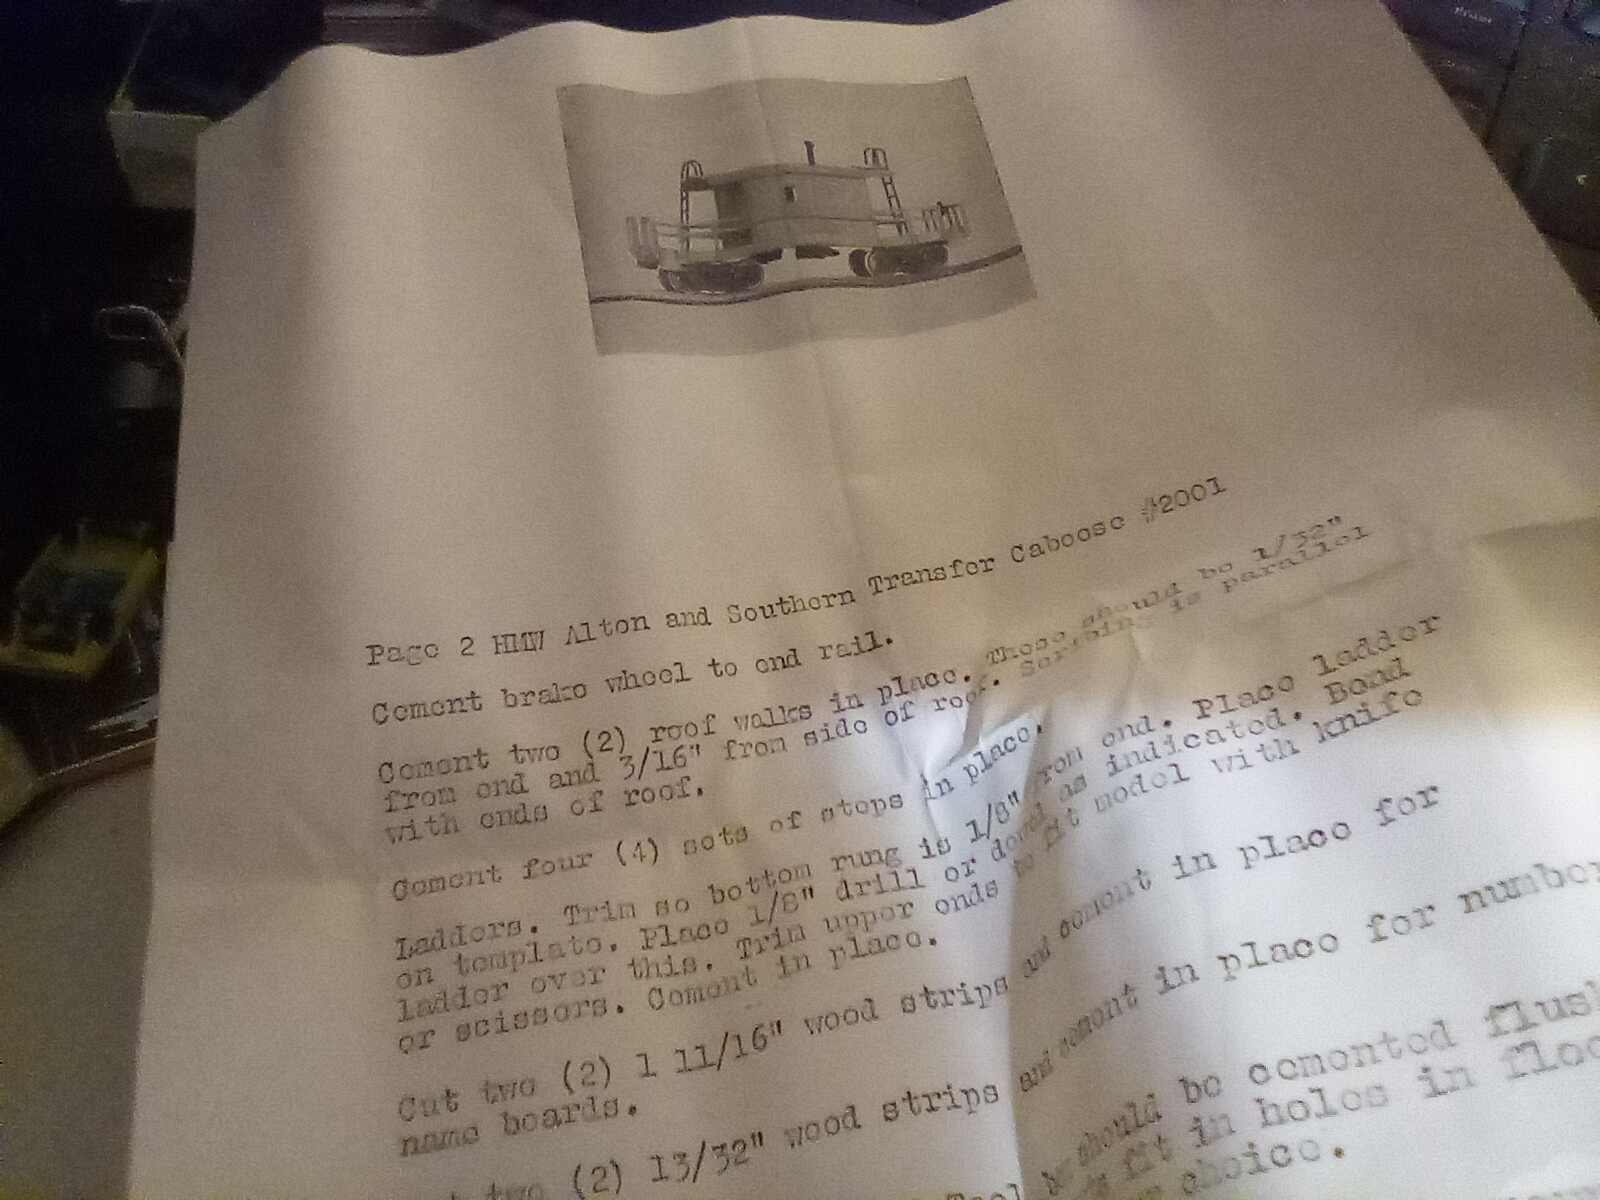 Page 2 HMW Alton and Southern Transfer Caboose #2001
Cement brake wheel to end rail.
Cement two (2) roof walks in place. These should be 1/32"
from end and 3/16" from side of roof. Scribing is parallel
with ends of roof.
Cement four (4) sets of steps in place.
Ladders. Trim so bottom rung is 1/8" from end. Place ladder
on template. Place 1/8" drill or dowel as indicated. Bend
ladder over this. Trim upper ends to fit model with knife
or scissors. Cement in place.
Cut two (2) 1 11/16" wood strips and cement in place for
name boards.
two (2) 13/32" wood strips and cement in place for number
should be cemented flush
fit in holes in floo
choice.